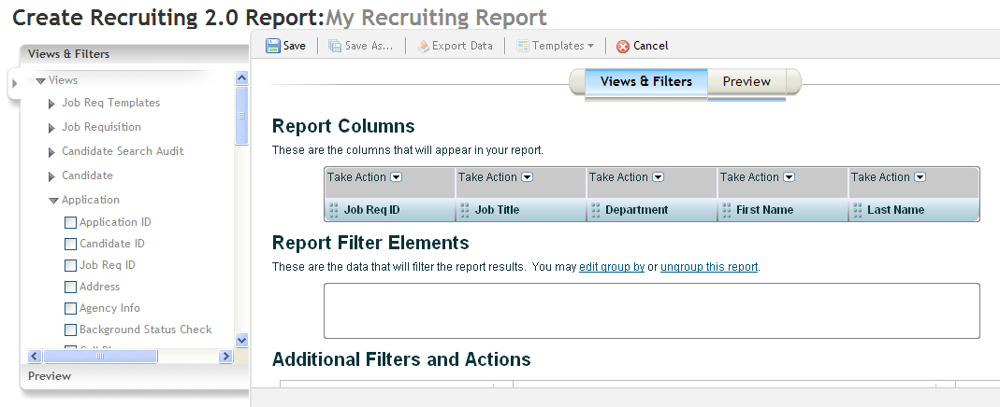 Create Recruiting 2.0 Report:My Recruiting Report
Views & Filters
Views
Job Req Templates
Job Requisition
Candidate Search Audit
Candidate
Application
Application ID
Candidate ID
Job Req ID
Address
Agency Info
Background Status Check
Preview
Save
Save As...
Export Data
Templates
Cancel
Views & Filters
Preview
Report Columns
These are the columns that will appear in your report.
Take Action
Take Action
Take Action
Take Action
Take Action
Job Req ID
Job Title
Department
First Name
Last Name
Report Filter Elements
These are the data that will filter the report results. You may edit group by or ungroup this report.
Additional Filters and Actions